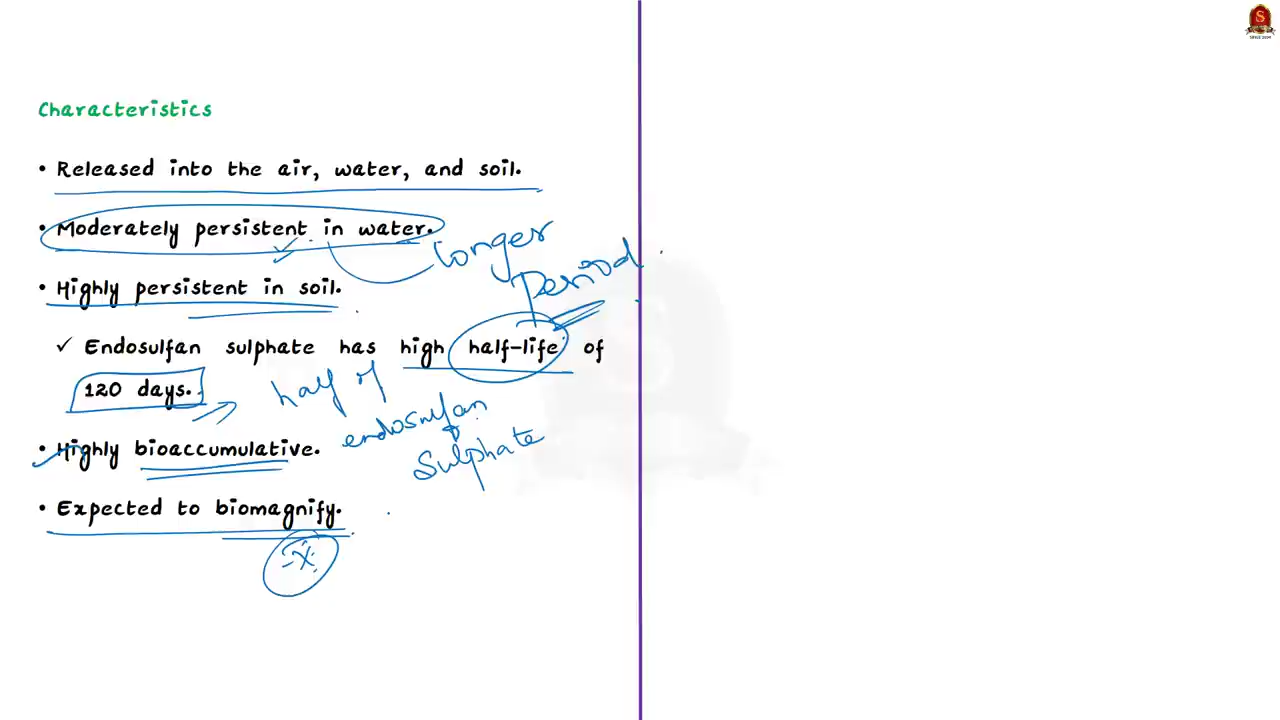 Characteristics
• Released into the air, water, and soil.
• Moderately persistent in water.
Longer
Period
• Highly persistent in soil.
✓ Endosulfan sulphate has high half-life of
120 days.
half of
endosulfan
Sulphate
• Highly bioaccumulative.
• Expected to biomagnify.